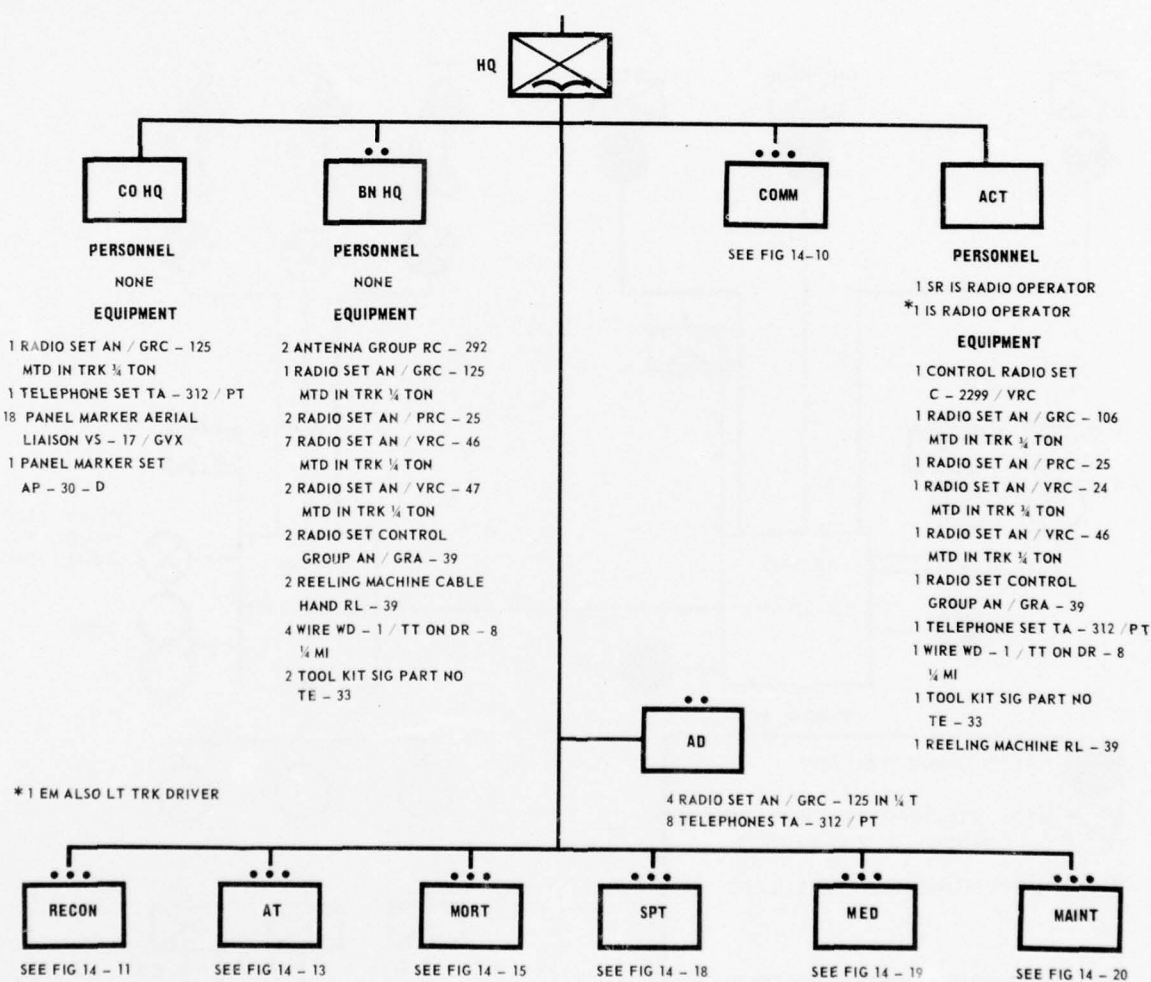 HQ
CO HQ
PERSONNEL
NONE
EQUIPMENT
1 RADIO SET AN / GRC – 125
MTD IN TRK ¼ TON
1 TELEPHONE SET TA – 312 / PT
18 PANEL MARKER AERIAL
LIAISON VS – 17 / GVX
1 PANEL MARKER SET
AP – 30 – D
BN HQ
PERSONNEL
NONE
EQUIPMENT
2 ANTENNA GROUP RC – 292
1 RADIO SET AN / GRC – 125
MTD IN TRK ¼ TON
2 RADIO SET AN / PRC – 25
7 RADIO SET AN / VRC – 46
MTD IN TRK ¼ TON
2 RADIO SET AN / VRC – 47
MTD IN TRK ¼ TON
2 RADIO SET CONTROL
GROUP AN / GRA – 39
2 REELING MACHINE CABLE
HAND RL – 39
4 WIRE WD – 1 / TT ON DR – 8
¼ MI
2 TOOL KIT SIG PART NO
TE – 33
COMM
SEE FIG 14–10
ACT
PERSONNEL
1 SR IS RADIO OPERATOR
*1 IS RADIO OPERATOR
EQUIPMENT
1 CONTROL RADIO SET
C – 2299 / VRC
1 RADIO SET AN / GRC – 106
MTD IN TRK ¾ TON
1 RADIO SET AN / PRC – 25
1 RADIO SET AN / VRC – 24
MTD IN TRK ¾ TON
1 RADIO SET AN / VRC – 46
MTD IN TRK ¾ TON
1 RADIO SET CONTROL
GROUP AN / GRA – 39
1 TELEPHONE SET TA – 312 / PT
1 WIRE WD – 1 / TT ON DR – 8
¼ MI
1 TOOL KIT SIG PART NO
TE – 33
1 REELING MACHINE RL – 39
AD
4 RADIO SET AN / GRC – 125 IN ¼ T
8 TELEPHONES TA – 312 / PT
* 1 EM ALSO LT TRK DRIVER
RECON
SEE FIG 14 – 11
AT
SEE FIG 14 – 13
MORT
SEE FIG 14 – 15
SPT
SEE FIG 14 – 18
MED
SEE FIG 14 – 19
MAINT
SEE FIG 14 – 20